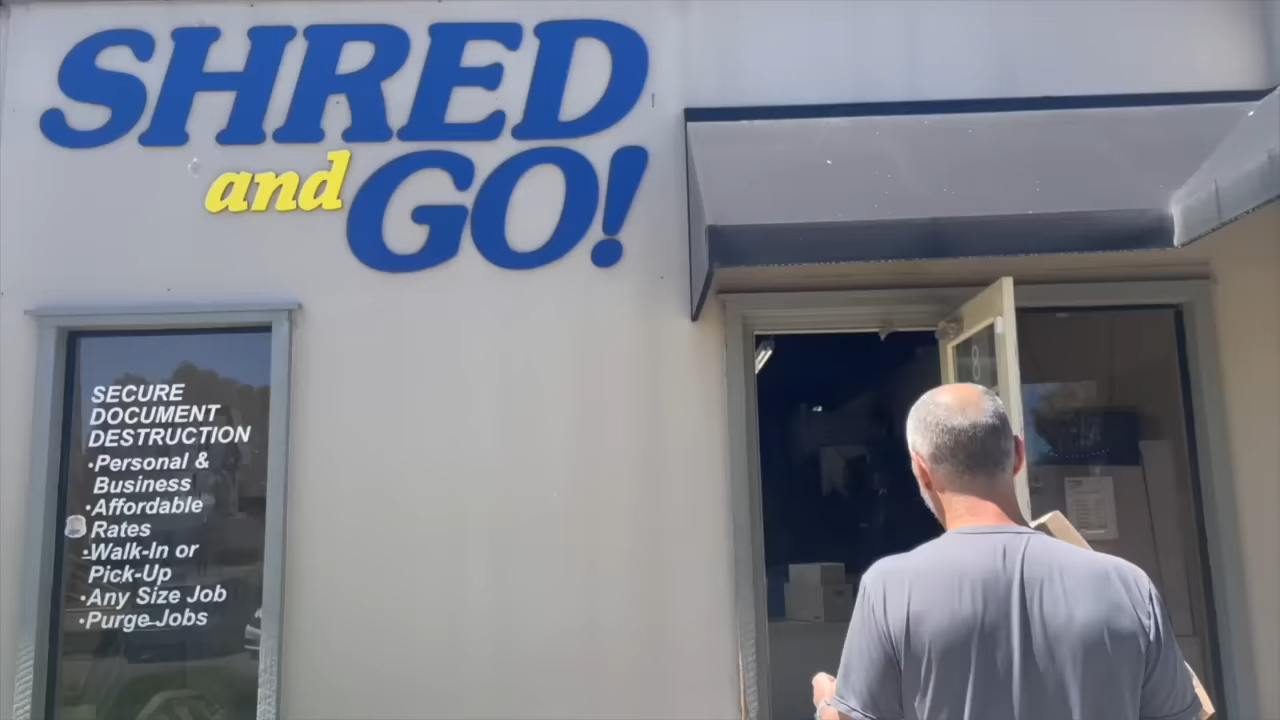 SHRED
and GO!
SECURE
DOCUMENT
DESTRUCTION
•Personal &
Business
•Affordable
Rates
•Walk-In or
Pick-Up
•Any Size Job
•Purge Jobs
8